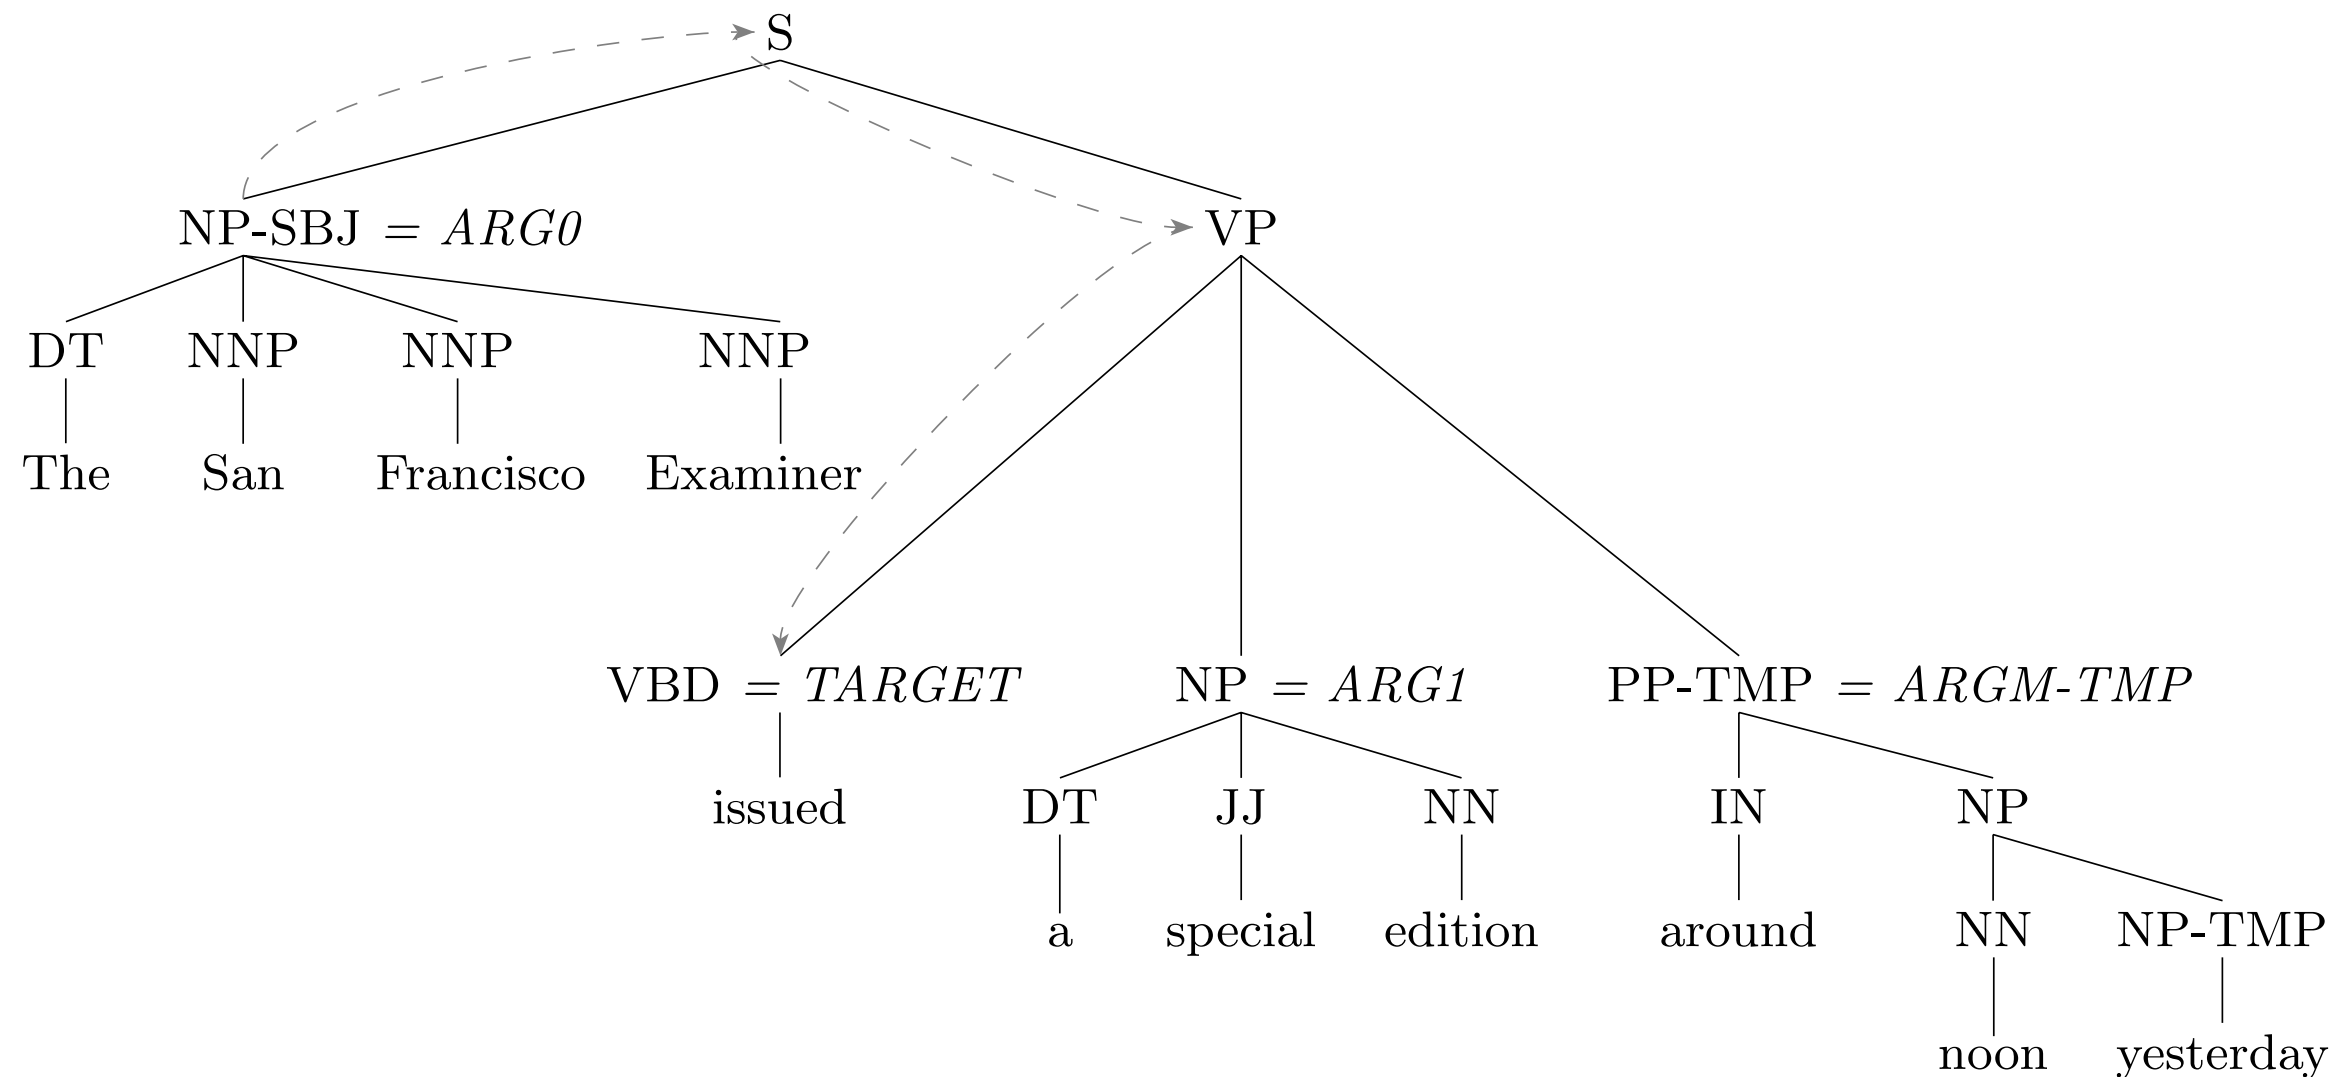 S
NP-SBJ = ARG0 VP
DT NNP NNP NNP
The San Francisco Examiner
VBD = TARGET NP = ARG1 PP-TMP = ARGM-TMP
issued DT JJ NN IN NP
a special edition around NN NP-TMP
noon yesterday